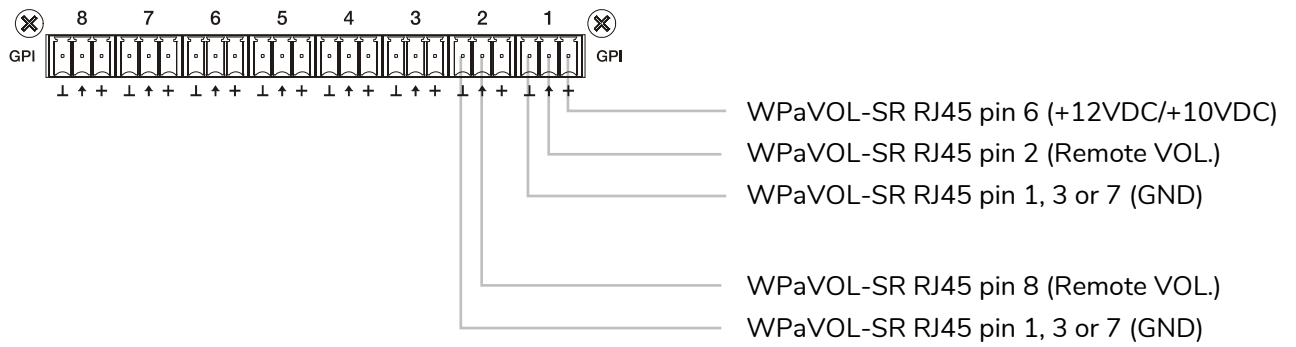 8 7 6 5 4 3 2 1
GPI GPI
⊥ ↑ + ⊥ ↑ + ⊥ ↑ + ⊥ ↑ + ⊥ ↑ + ⊥ ↑ + ⊥ ↑ + ⊥ ↑ +
WPaVOL-SR RJ45 pin 6 (+12VDC/+10VDC)
WPaVOL-SR RJ45 pin 2 (Remote VOL.)
WPaVOL-SR RJ45 pin 1, 3 or 7 (GND)
WPaVOL-SR RJ45 pin 8 (Remote VOL.)
WPaVOL-SR RJ45 pin 1, 3 or 7 (GND)